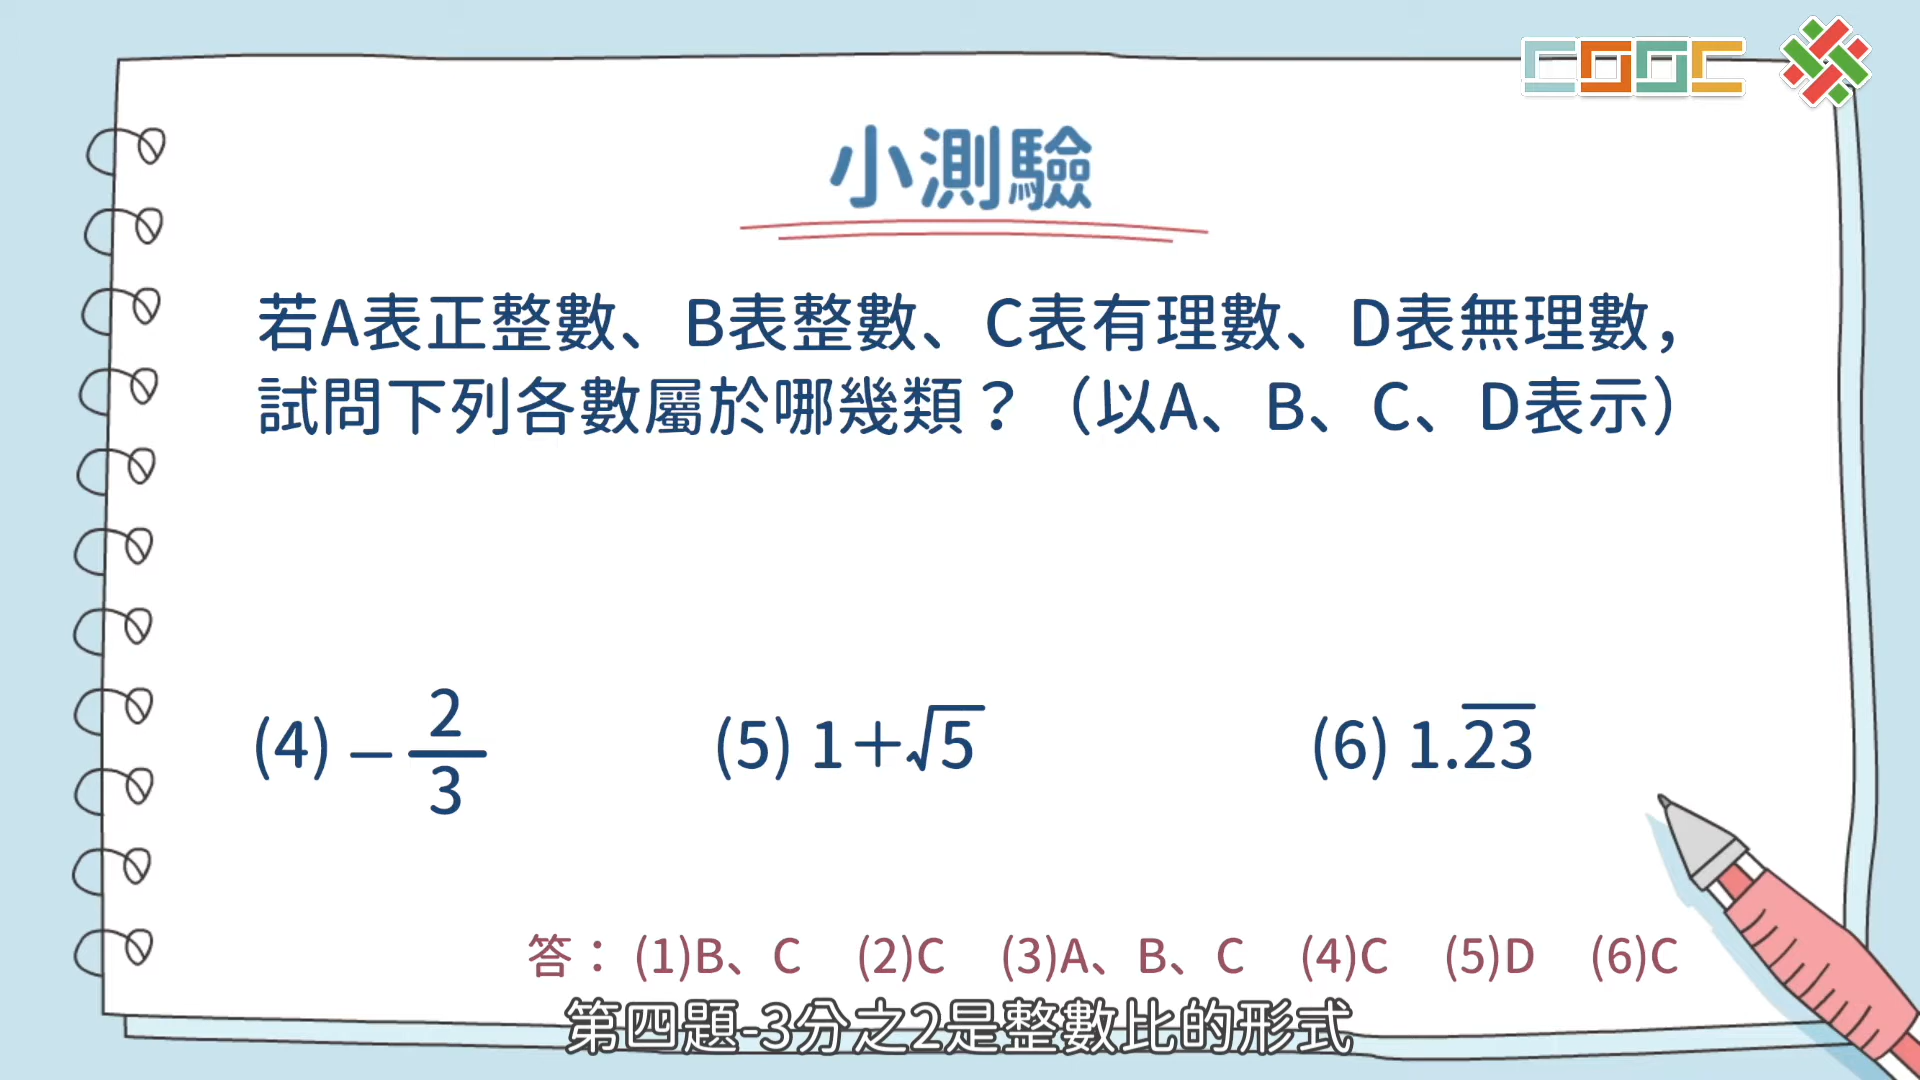 COOC
小測驗
若A表正整數、B表整數、C表有理數、D表無理數，
試問下列各數屬於哪幾類？（以A、B、C、D表示）
(4) －2/3 (5) 1＋√5 (6) 1.2̅3̅
答：(1)B、C (2)C (3)A、B、C (4)C (5)D (6)C
第四題-3分之2是整數比的形式